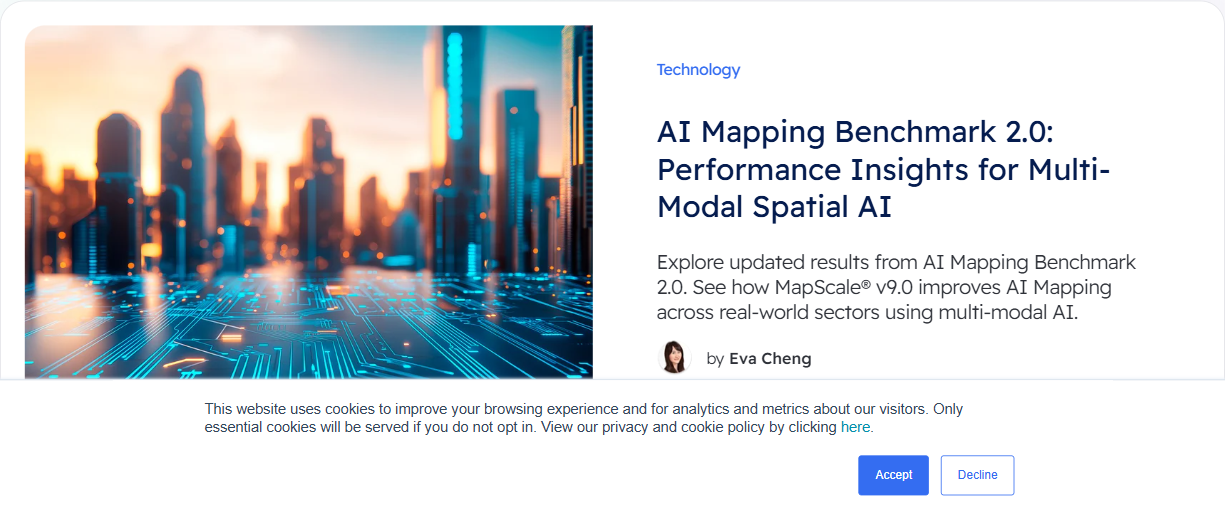 Technology
AI Mapping Benchmark 2.0:
Performance Insights for Multi-
Modal Spatial AI
Explore updated results from AI Mapping Benchmark
2.0. See how MapScale® v9.0 improves AI Mapping
across real-world sectors using multi-modal AI.
by Eva Cheng
This website uses cookies to improve your browsing experience and for analytics and metrics about our visitors. Only
essential cookies will be served if you do not opt in. View our privacy and cookie policy by clicking here.
Accept
Decline